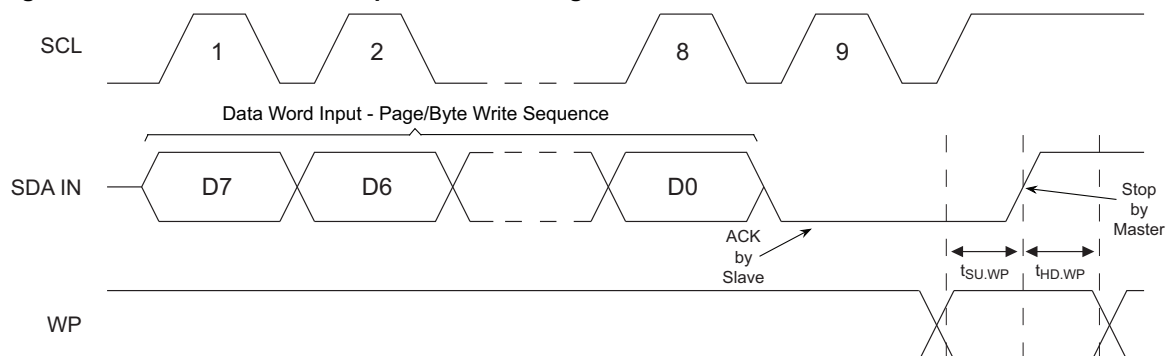 SCL
1
2
8
9
Data Word Input - Page/Byte Write Sequence
SDA IN
D7
D6
D0
ACK
by
Slave
Stop
by
Master
tSU.WP
tHD.WP
WP